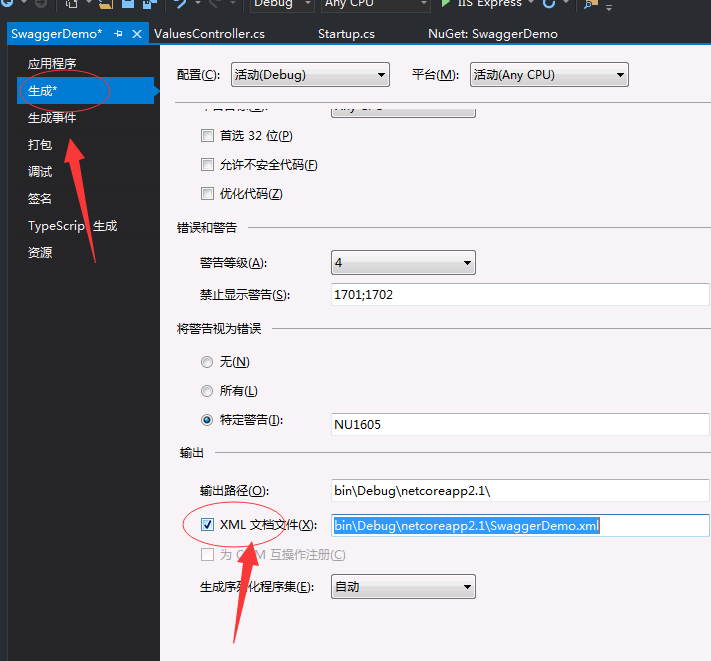 Debug Any CPU IIS Express
SwaggerDemo* ValuesController.cs Startup.cs NuGet: SwaggerDemo
应用程序
生成*
生成事件
打包
调试
签名
TypeScript 生成
资源
配置(C): 活动(Debug) 平台(M): 活动(Any CPU)
首选 32 位(P)
允许不安全代码(F)
优化代码(Z)
错误和警告
警告等级(A): 4
禁止显示警告(S): 1701;1702
将警告视为错误
无(N)
所有(L)
特定警告(I): NU1605
输出
输出路径(O): bin\Debug\netcoreapp2.1\
XML 文档文件(X): bin\Debug\netcoreapp2.1\SwaggerDemo.xml
为 COM 互操作注册(C)
生成序列化程序集(E): 自动